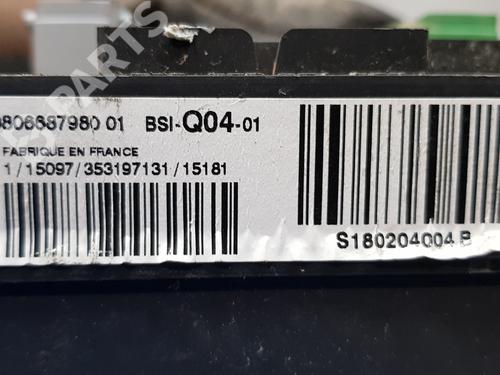 9806687980 01 BSI-Q04-01
FABRIQUE EN FRANCE
1/15097/353197131/15181
S180204004 B